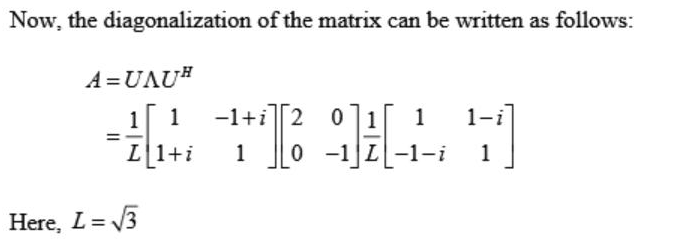 Now, the diagonalization of the matrix can be written as follows:
A = UΛU^H
= 1/L [1 -1+i; 1+i 1] [2 0; 0 -1] 1/L [1 1-i; -1-i 1]
Here, L = √3